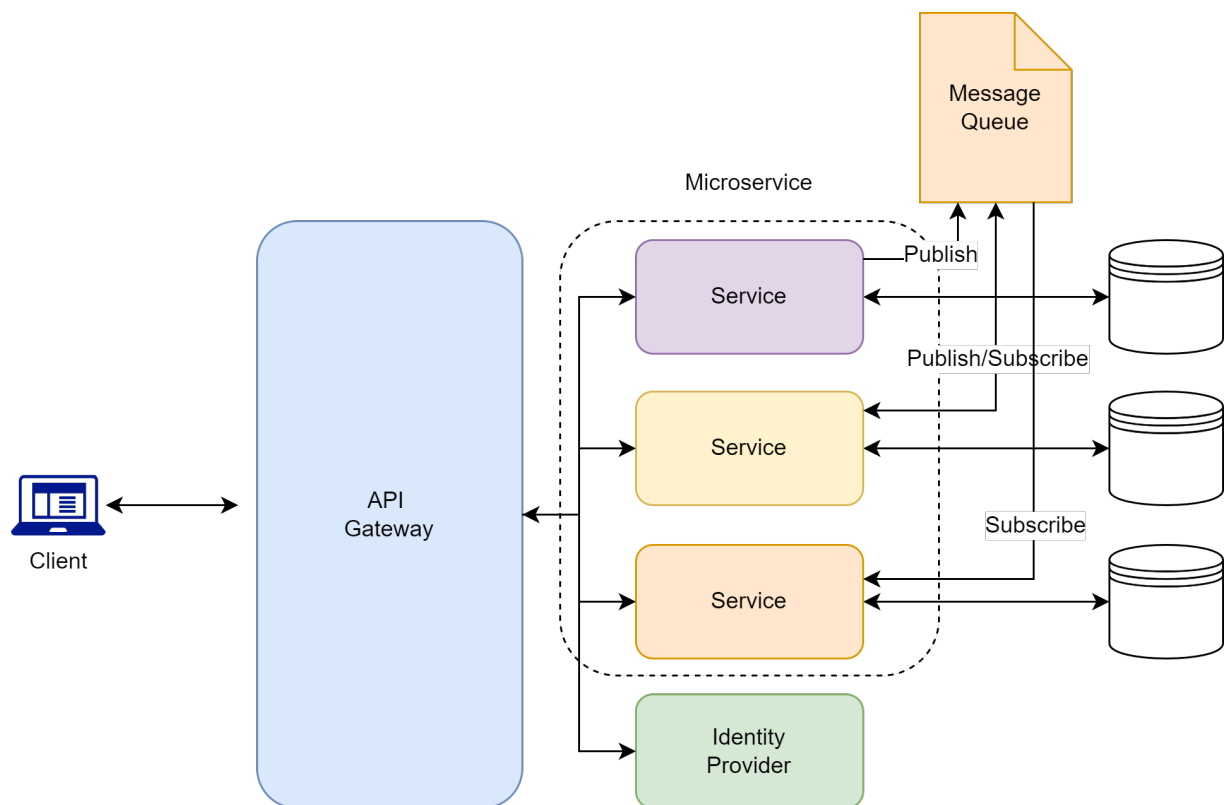 Message
Queue
Microservice
Publish
Service
Publish/Subscribe
Service
API
Gateway
Subscribe
Client
Service
Identity
Provider